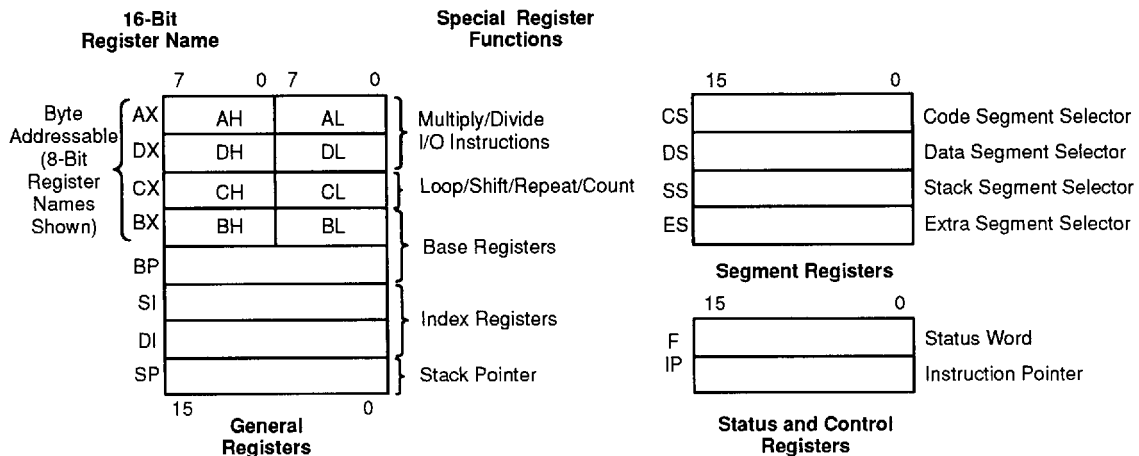 16-Bit
Register Name
Special Register
Functions
7 0 7 0
Byte
Addressable
(8-Bit
Register
Names
Shown)
AX AH AL
DX DH DL
Multiply/Divide
I/O Instructions
CX CH CL
Loop/Shift/Repeat/Count
BX BH BL
BP
Base Registers
SI
DI
Index Registers
SP
Stack Pointer
15 0
General
Registers
15 0
CS Code Segment Selector
DS Data Segment Selector
SS Stack Segment Selector
ES Extra Segment Selector
Segment Registers
15 0
F Status Word
IP Instruction Pointer
Status and Control
Registers